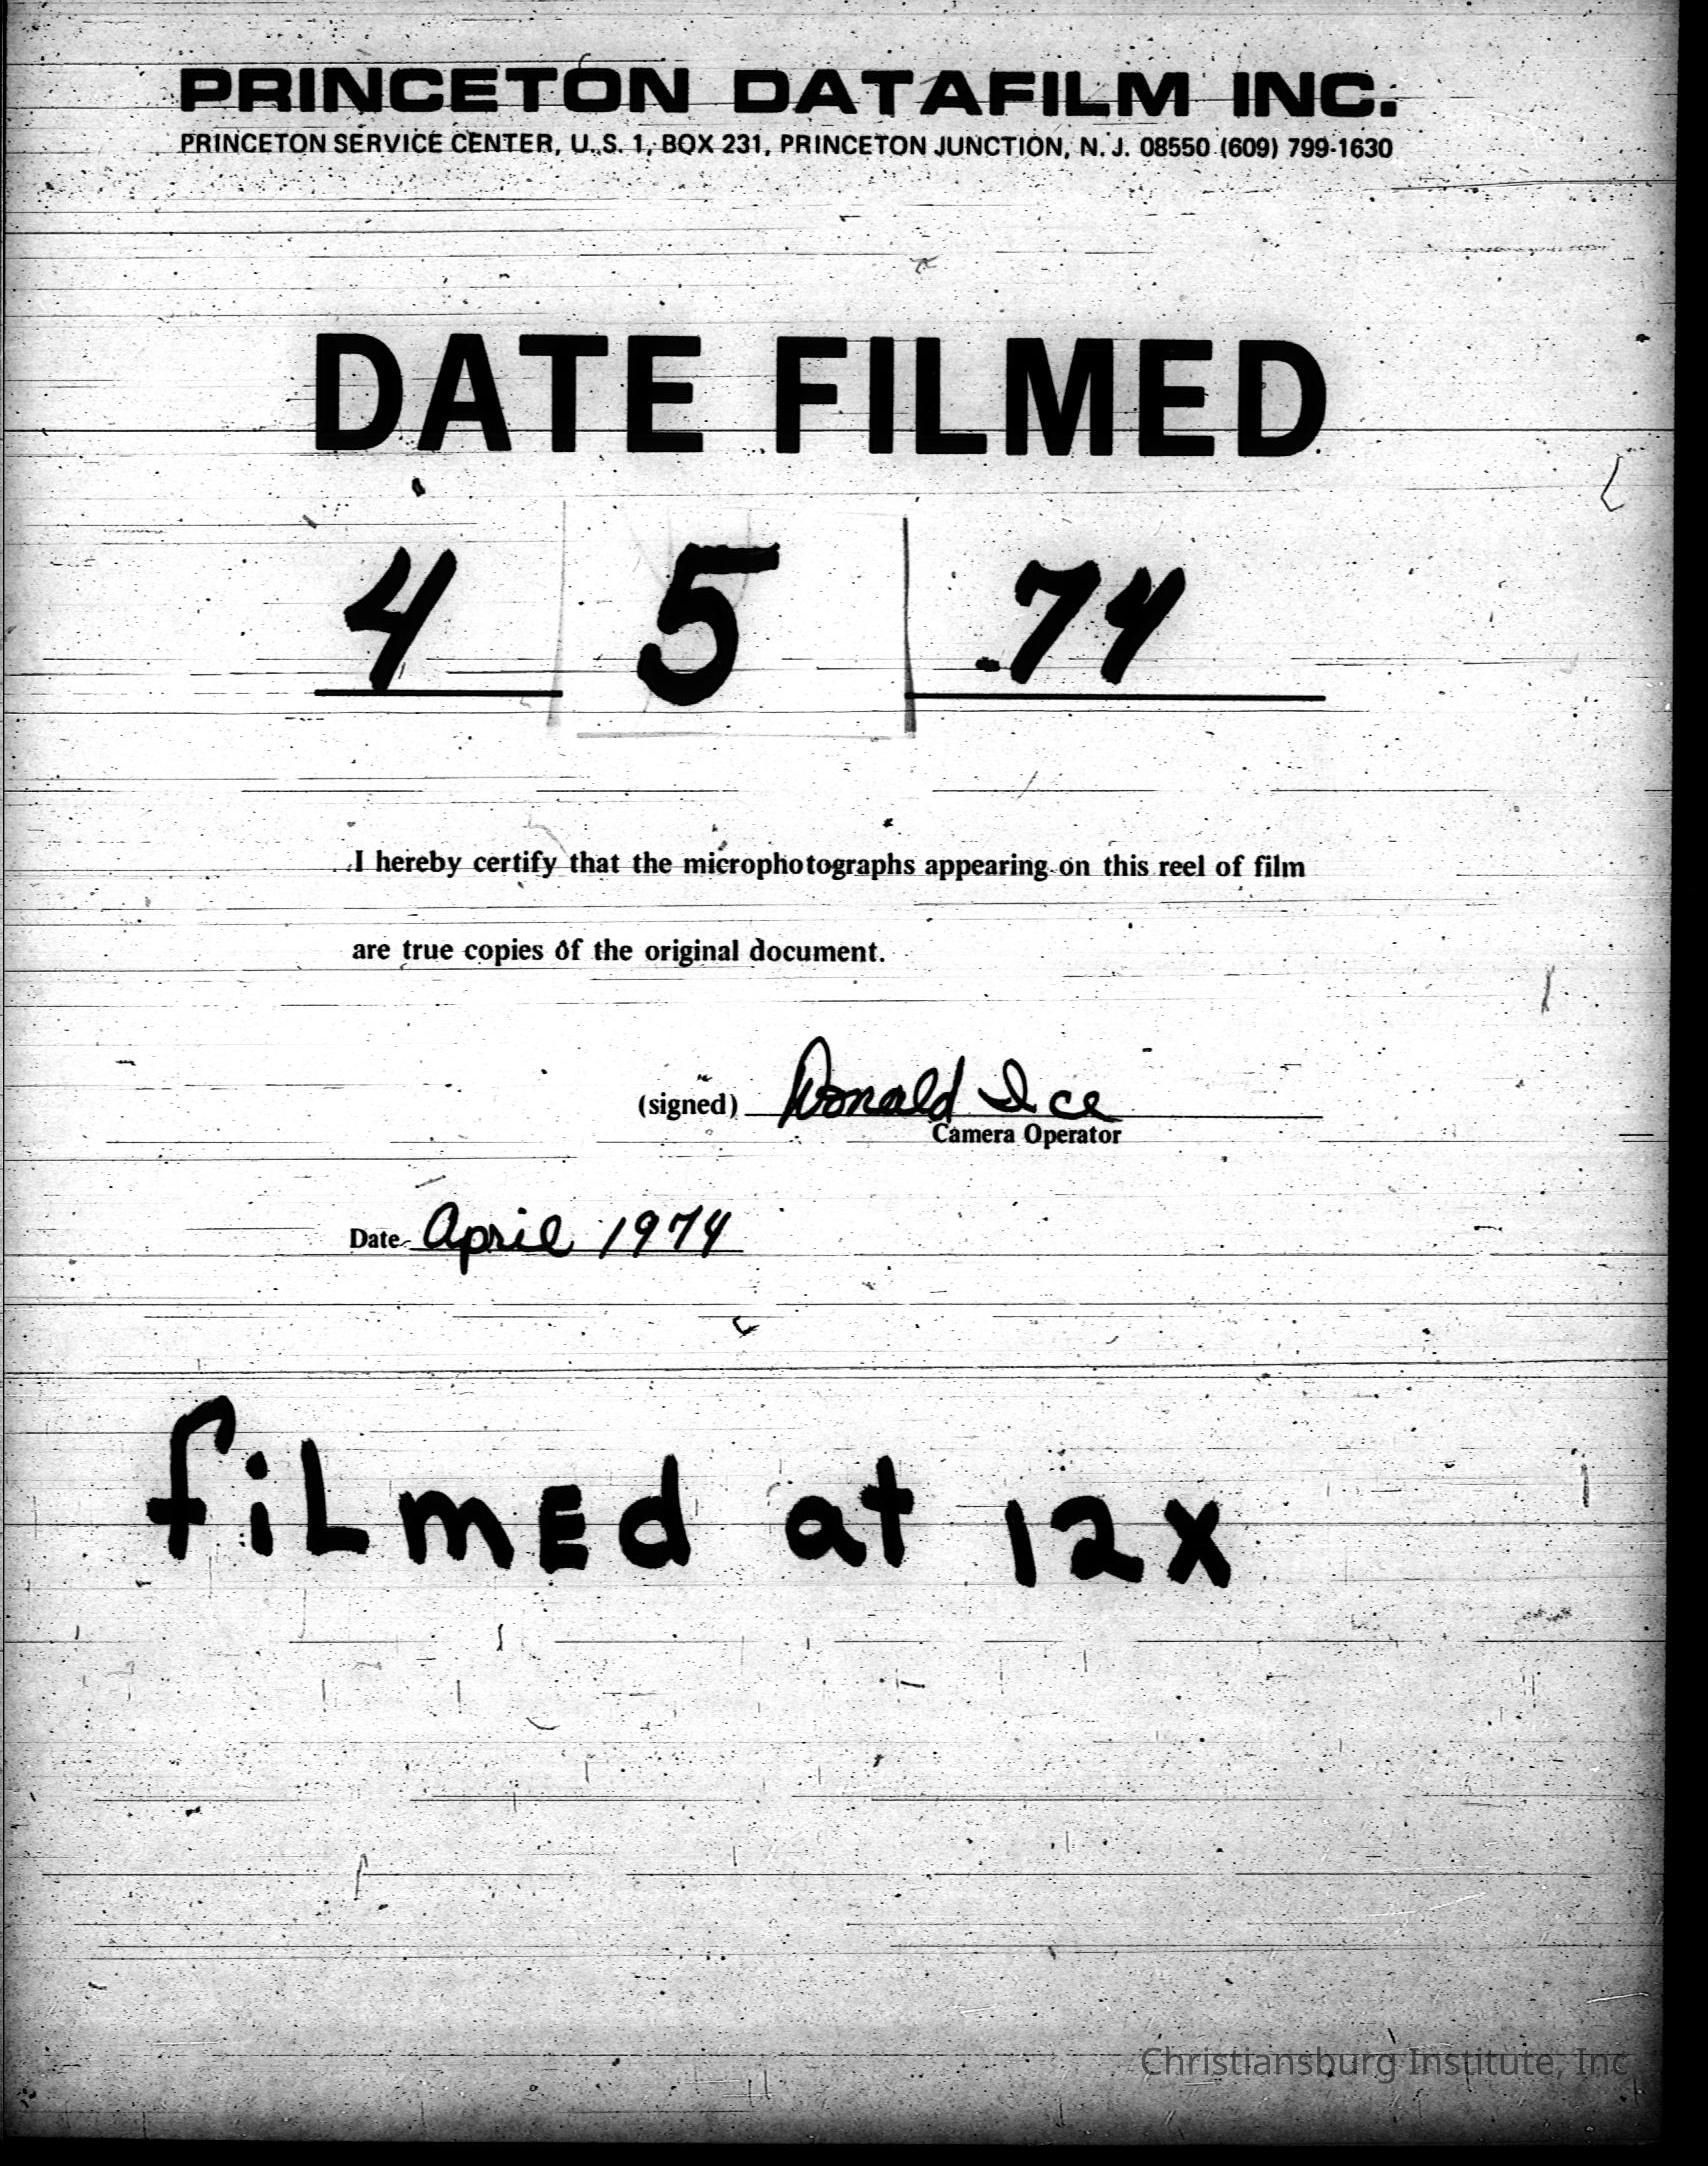 PRINCETON DATAFILM INC.
PRINCETON SERVICE CENTER, U.S. 1, BOX 231, PRINCETON JUNCTION, N.J. 08550 (609) 799-1630
DATE FILMED
4 5 74
I hereby certify that the microphotographs appearing on this reel of film
are true copies of the original document.
(signed) Donald Ice
Camera Operator
Date April 1974
filmed at 12x
Christiansburg Institute, Inc